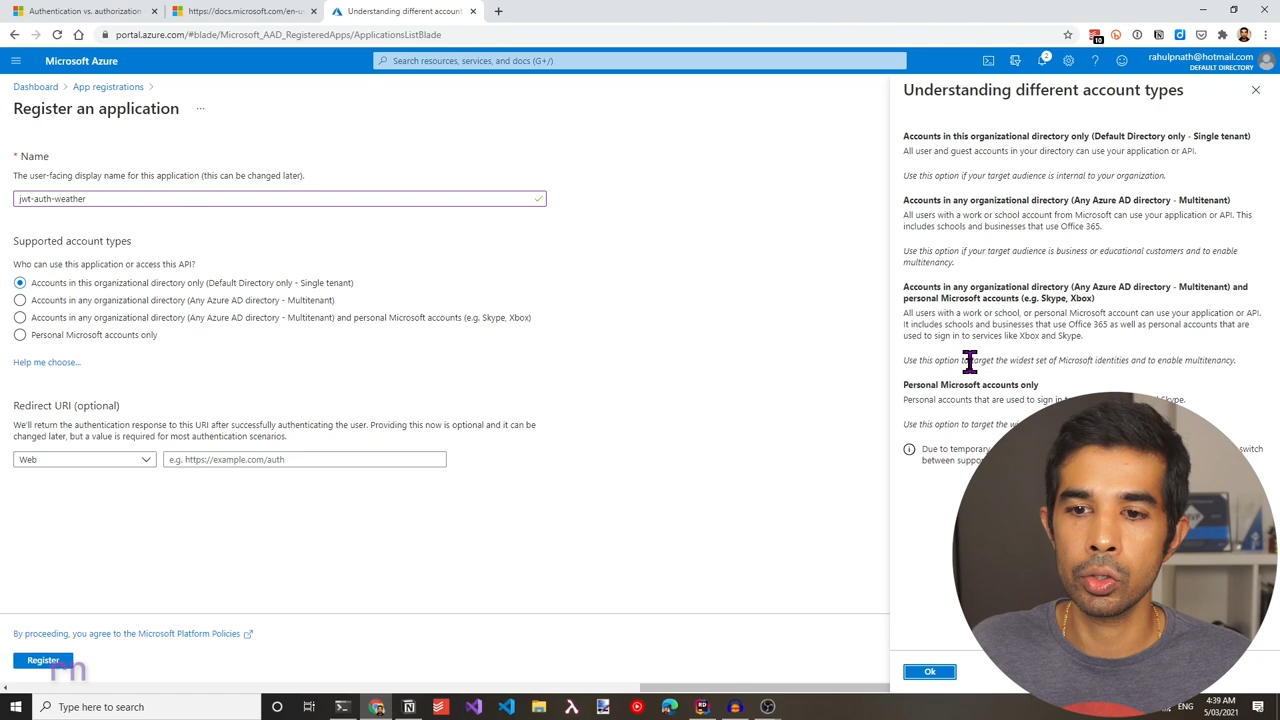 Authentication vs. authorization
https://docs.microsoft.com/en-u
Understanding different account
portal.azure.com/#blade/Microsoft_AAD_RegisteredApps/ApplicationsListBlade
10
Microsoft Azure
Search resources, services, and docs (G+/)
2
rahulpnath@hotmail.com
DEFAULT DIRECTORY
Dashboard > App registrations >
Register an application ...
* Name
The user-facing display name for this application (this can be changed later).
jwt-auth-weather
Supported account types
Who can use this application or access this API?
Accounts in this organizational directory only (Default Directory only - Single tenant)
Accounts in any organizational directory (Any Azure AD directory - Multitenant)
Accounts in any organizational directory (Any Azure AD directory - Multitenant) and personal Microsoft accounts (e.g. Skype, Xbox)
Personal Microsoft accounts only
Help me choose...
Redirect URI (optional)
We'll return the authentication response to this URI after successfully authenticating the user. Providing this now is optional and it can be
changed later, but a value is required for most authentication scenarios.
Web
e.g. https://example.com/auth
By proceeding, you agree to the Microsoft Platform Policies
Register
rn
Understanding different account types
Accounts in this organizational directory only (Default Directory only - Single tenant)
All user and guest accounts in your directory can use your application or API.
Use this option if your target audience is internal to your organization.
Accounts in any organizational directory (Any Azure AD directory - Multitenant)
All users with a work or school account from Microsoft can use your application or API. This
includes schools and businesses that use Office 365.
Use this option if your target audience is business or educational customers and to enable
multitenancy.
Accounts in any organizational directory (Any Azure AD directory - Multitenant) and
personal Microsoft accounts (e.g. Skype, Xbox)
All users with a work or school, or personal Microsoft account can use your application or API.
It includes schools and businesses that use Office 365 as well as personal accounts that are
used to sign in to services like Xbox and Skype.
Use this option to target the widest set of Microsoft identities and to enable multitenancy.
Personal Microsoft accounts only
Personal accounts that are used to sign in Skype.
Use this option to target the
Due to temporary switch
between
Ok
Type here to search
ENG
4:39 AM
5/03/2021